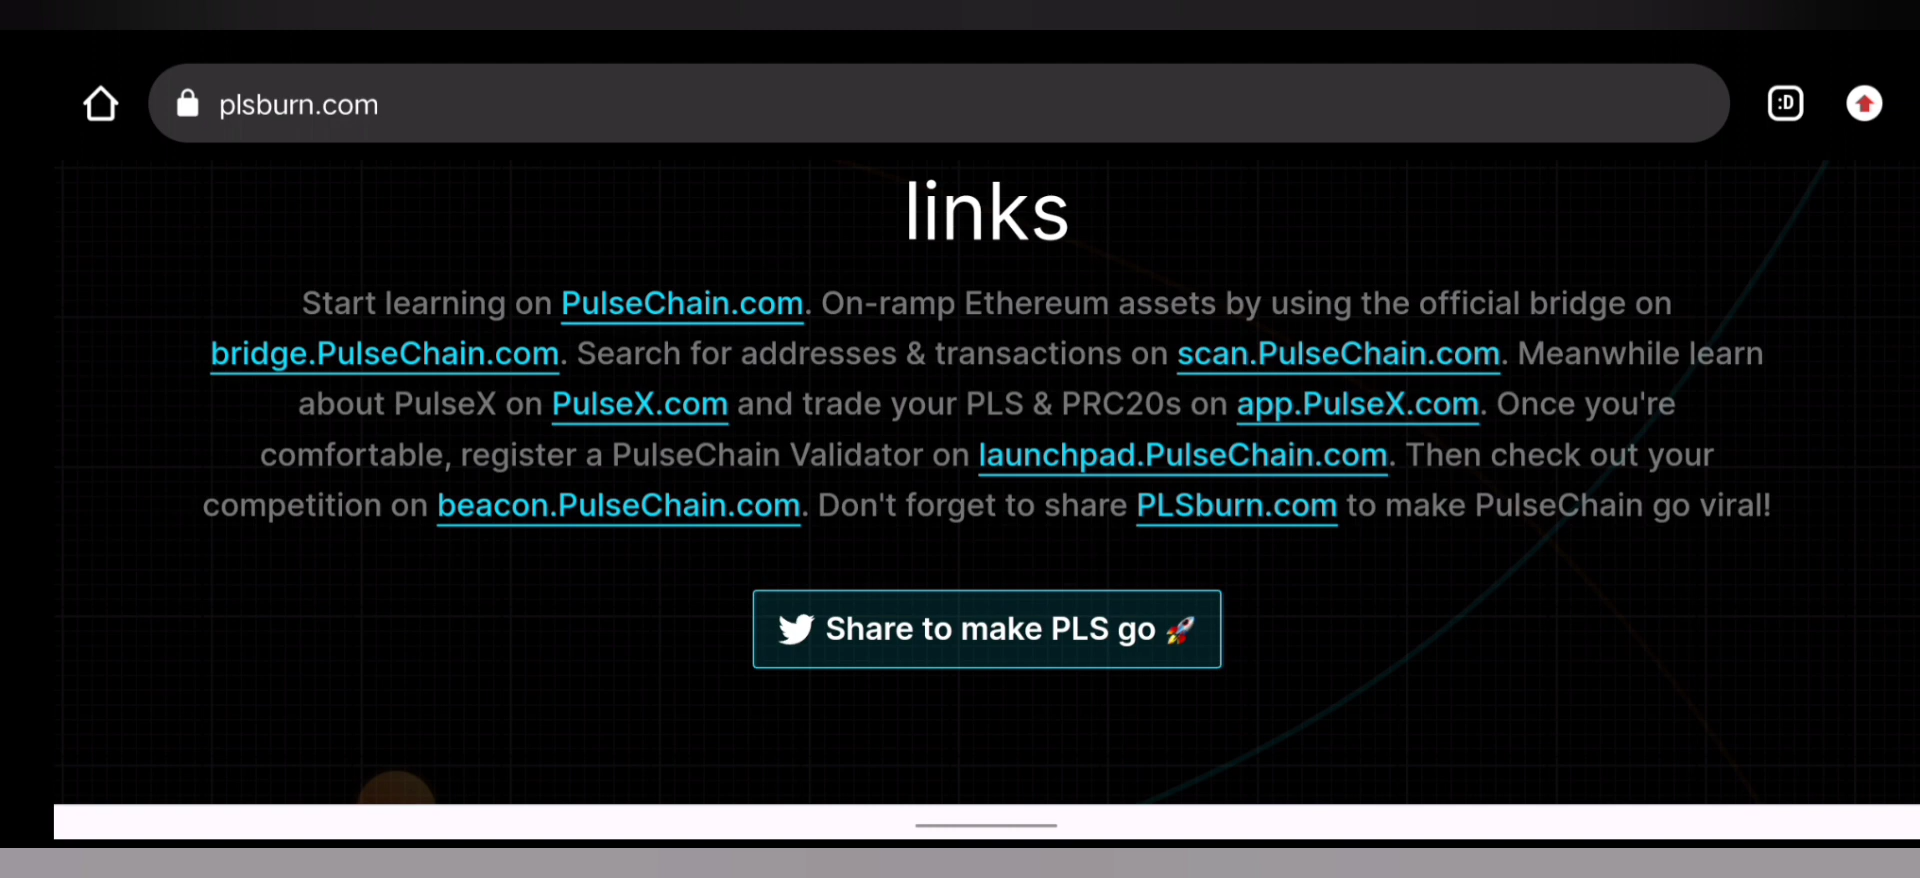 plsburn.com
:D
links
Start learning on PulseChain.com. On-ramp Ethereum assets by using the official bridge on
bridge.PulseChain.com. Search for addresses & transactions on scan.PulseChain.com. Meanwhile learn
about PulseX on PulseX.com and trade your PLS & PRC20s on app.PulseX.com. Once you're
comfortable, register a PulseChain Validator on launchpad.PulseChain.com. Then check out your
competition on beacon.PulseChain.com. Don't forget to share PLSburn.com to make PulseChain go viral!
Share to make PLS go 🚀